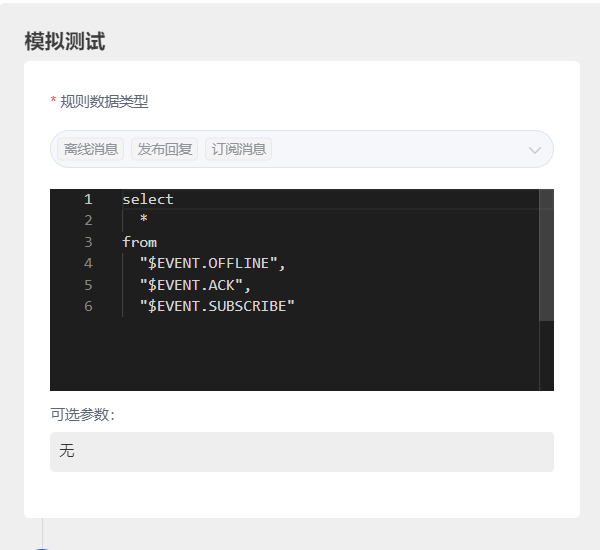 模拟测试
* 规则数据类型
离线消息 发布回复 订阅消息
1 select
2 *
3 from
4 "$EVENT.OFFLINE",
5 "$EVENT.ACK",
6 "$EVENT.SUBSCRIBE"
可选参数:
无